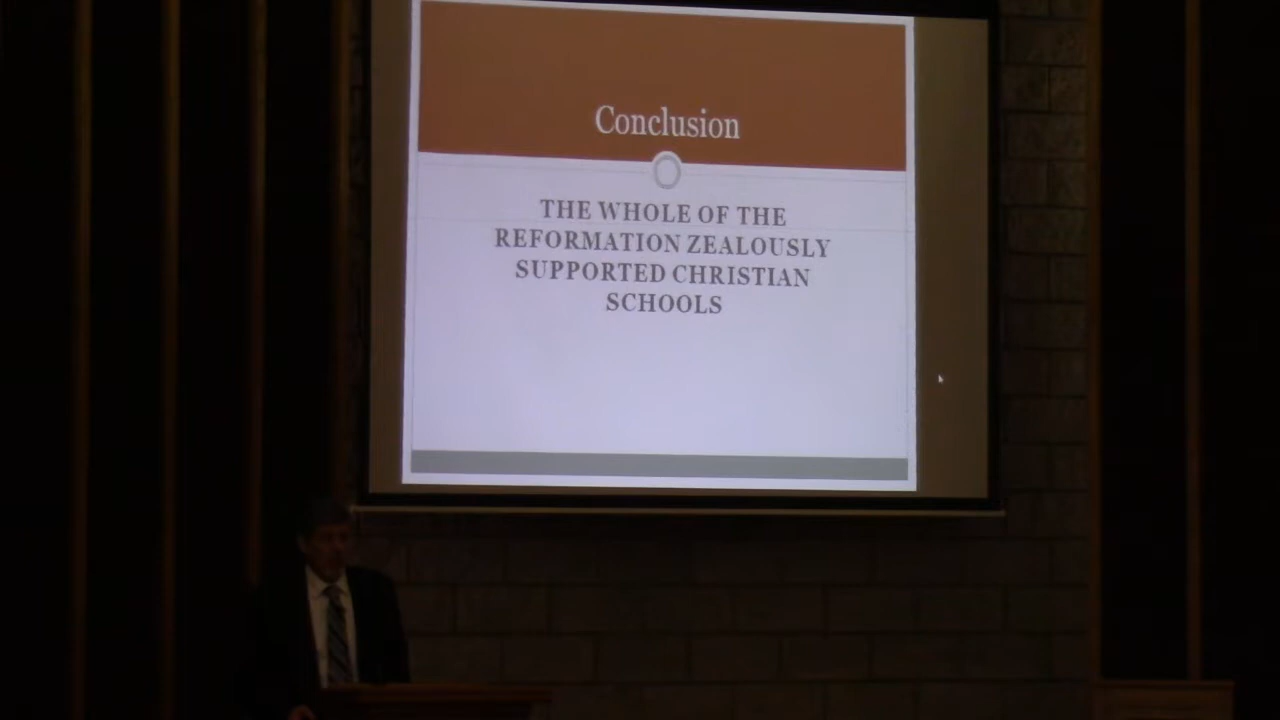 Conclusion
THE WHOLE OF THE
REFORMATION ZEALOUSLY
SUPPORTED CHRISTIAN
SCHOOLS